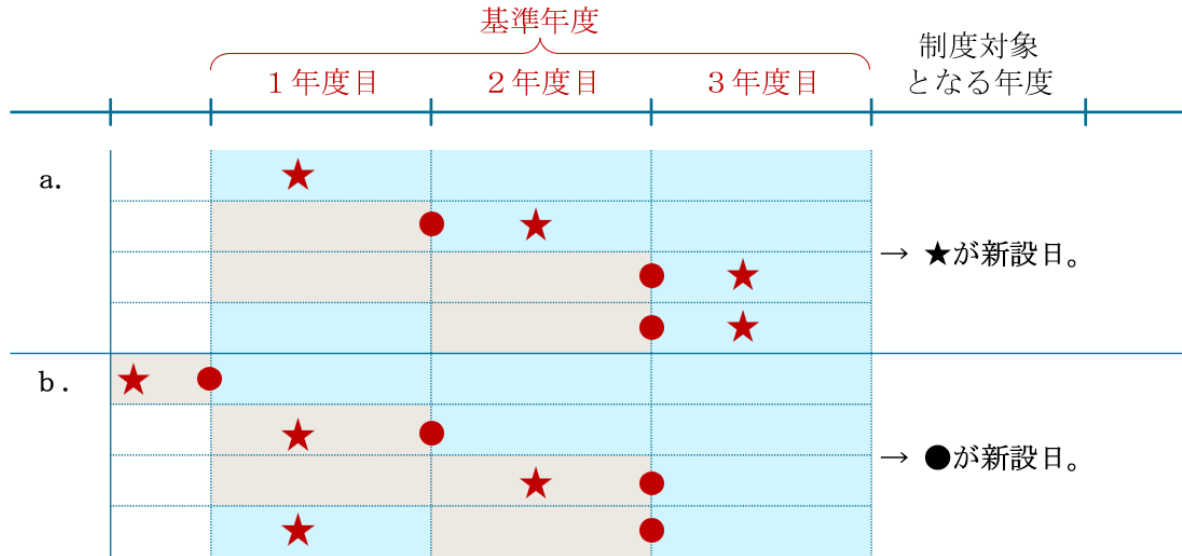 基準年度
１年度目
２年度目
３年度目
制度対象
となる年度
a.
→ ★が新設日。
b.
→ ●が新設日。